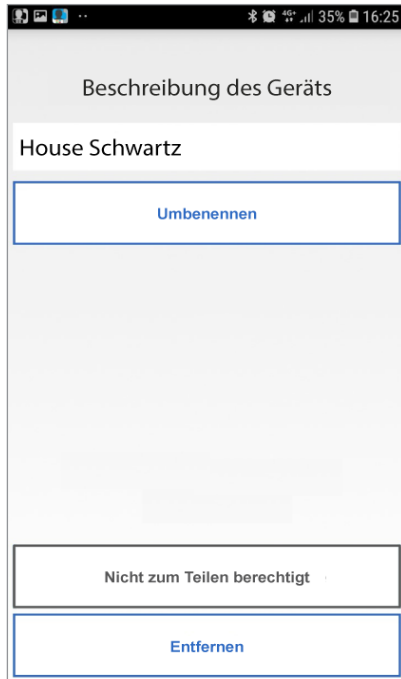 4G+ 35% 16:25
Beschreibung des Geräts
House Schwartz
Umbenennen
Nicht zum Teilen berechtigt
Entfernen